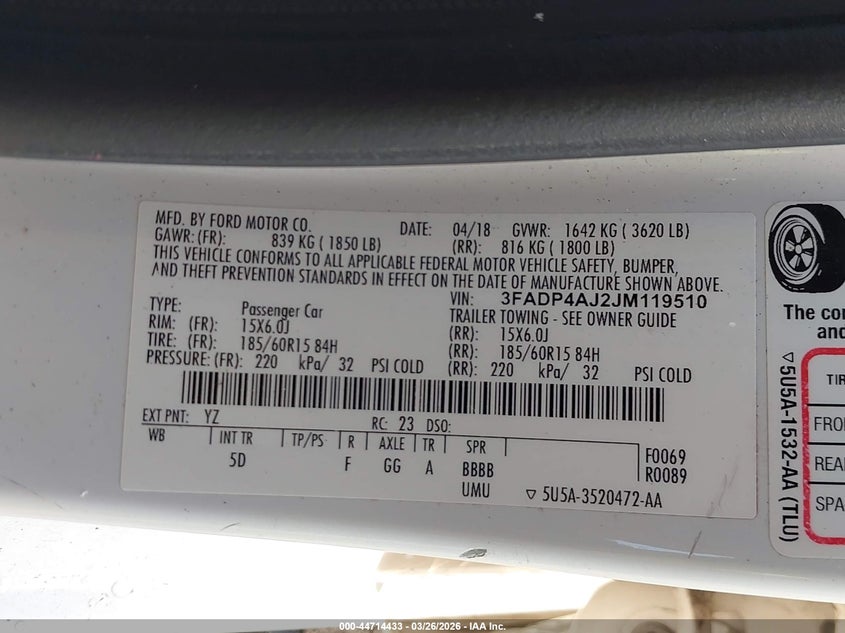 MFD. BY FORD MOTOR CO. DATE: 04/18 GVWR: 1642 KG ( 3620 LB)
GAWR: (FR): 839 KG ( 1850 LB) (RR): 816 KG ( 1800 LB)
THIS VEHICLE CONFORMS TO ALL APPLICABLE FEDERAL MOTOR VEHICLE SAFETY, BUMPER,
AND THEFT PREVENTION STANDARDS IN EFFECT ON THE DATE OF MANUFACTURE SHOWN ABOVE.
VIN: 3FADP4AJ2JM119510
TYPE: Passenger Car TRAILER TOWING - SEE OWNER GUIDE
RIM: (FR): 15X6.0J (RR): 15X6.0J
TIRE: (FR): 185/60R15 84H (RR): 185/60R15 84H
PRESSURE: (FR): 220 kPa/ 32 PSI COLD (RR): 220 kPa/ 32 PSI COLD
EXT PNT: YZ RC: 23 DSO:
WB INT TR TP/PS R AXLE TR SPR F0069
5D F GG A BBBB R0089
UMU ▽ 5U5A-3520472-AA
The co
an
TIR
FRO
REA
SPA
▽5U5A-1532-AA (TLU)
000-44714433 — 03/26/2026 — IAA Inc.